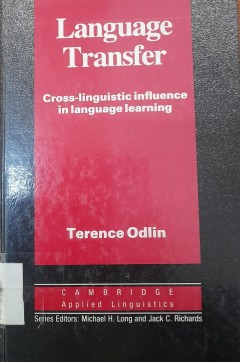 Language
Transfer
Cross-linguistic influence
in language learning
Terence Odlin
CAMBRIDGE
Applied Linguistics
Series Editors: Michael H. Long and Jack C. Richards